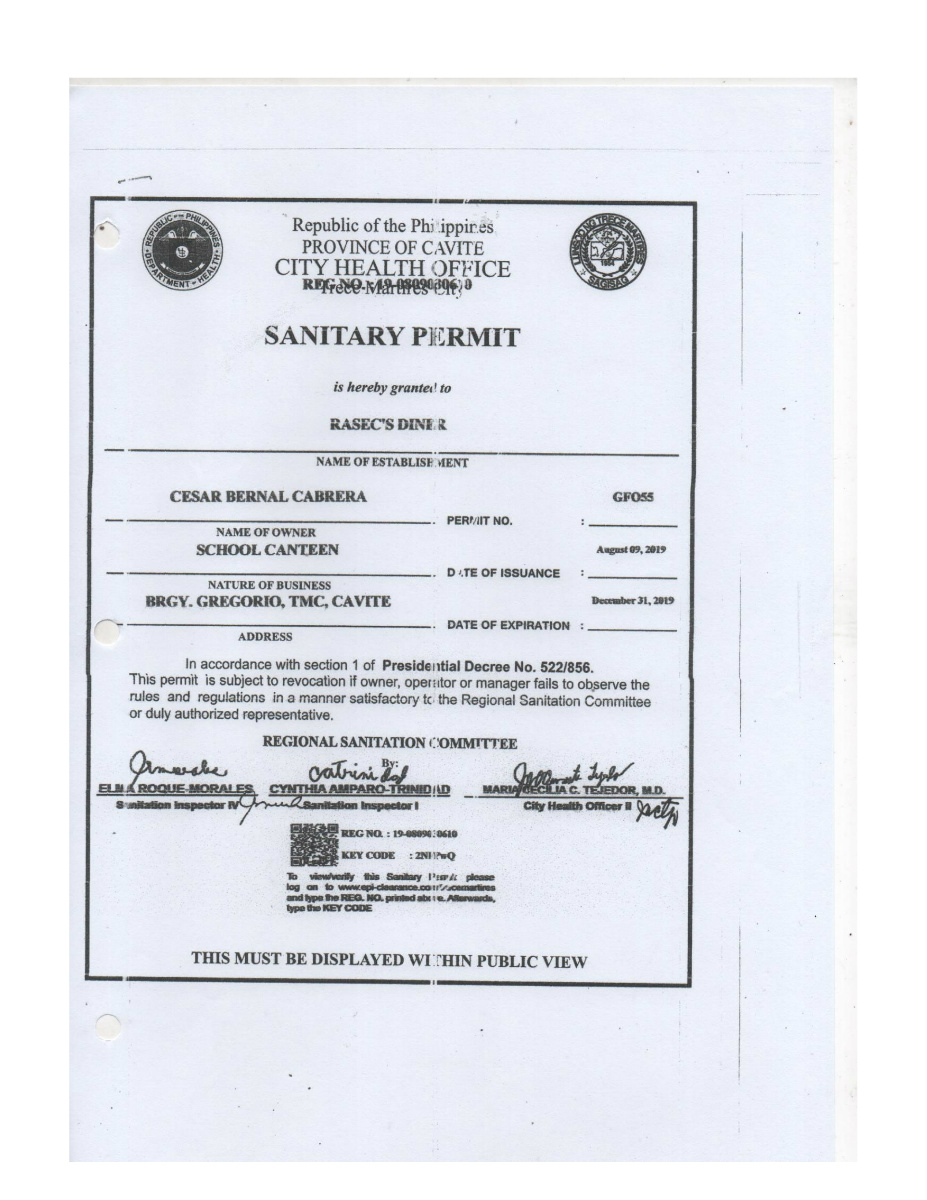 REPUBLIC OF THE PHILIPPINES
DEPARTMENT OF HEALTH
LUNGSOD NG TRECE MARTIRES
1954
SAGISAG
Republic of the Philippines
PROVINCE OF CAVITE
CITY HEALTH OFFICE
REG NO. : 19-0809030610
Trece Martires City
SANITARY PERMIT
is hereby granted to
RASEC'S DINER
NAME OF ESTABLISHMENT
CESAR BERNAL CABRERA
GFO55
PERMIT NO. :
NAME OF OWNER
SCHOOL CANTEEN
August 09, 2019
DATE OF ISSUANCE :
NATURE OF BUSINESS
BRGY. GREGORIO, TMC, CAVITE
December 31, 2019
DATE OF EXPIRATION :
ADDRESS
In accordance with section 1 of Presidential Decree No. 522/856.
This permit is subject to revocation if owner, operator or manager fails to observe the
rules and regulations in a manner satisfactory to the Regional Sanitation Committee
or duly authorized representative.
REGIONAL SANITATION COMMITTEE
By:
ELMA ROQUE-MORALES CYNTHIA AMPARO-TRINIDAD MARIA CECILIA C. TEJEDOR, M.D.
Sanitation Inspector IV Sanitation Inspector I City Health Officer II
REG NO. : 19-0809030610
KEY CODE :
To view/verify this Sanitary Permit please
log on to www.epi-clearance.com/trecemartires
and type the REG. NO. printed above. Afterwards,
type the KEY CODE
THIS MUST BE DISPLAYED WITHIN PUBLIC VIEW